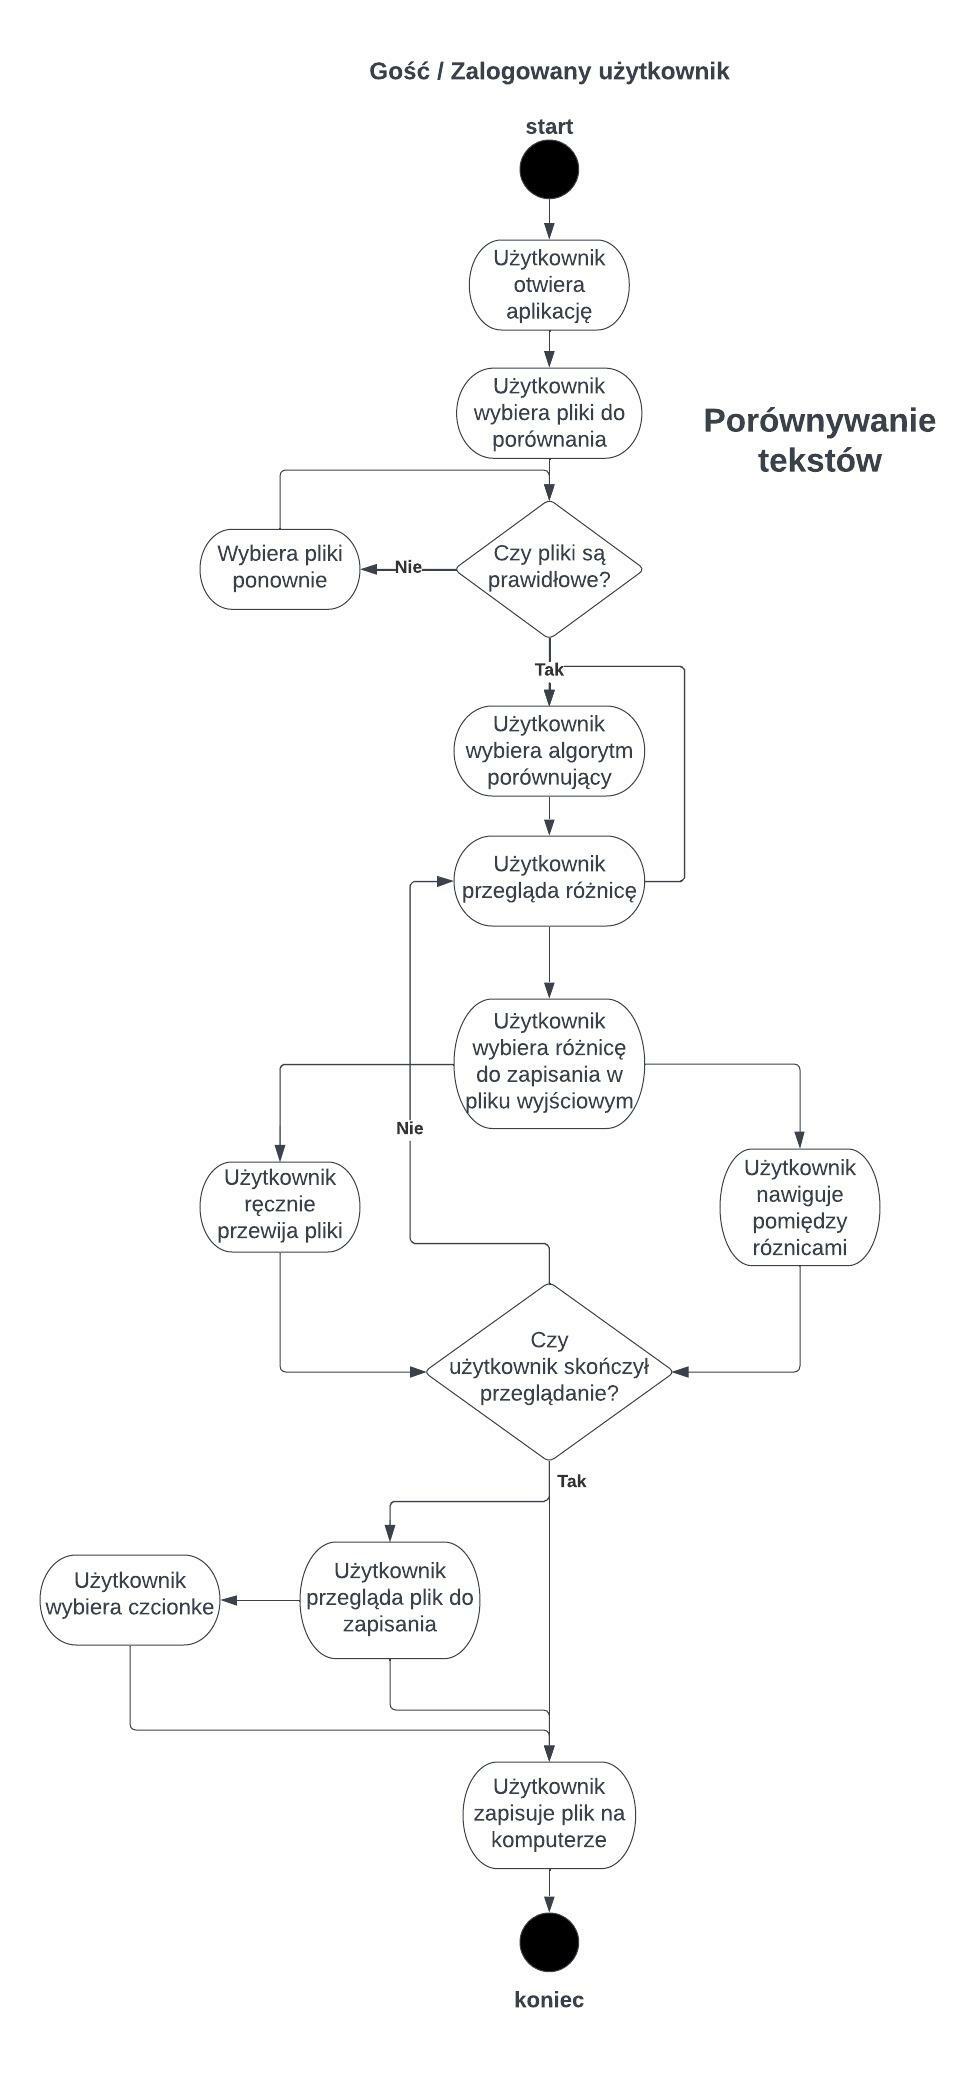 Gość / Zalogowany użytkownik
start
Użytkownik
otwiera
aplikację
Użytkownik
wybiera pliki do
porównania
Porównywanie
tekstów
Wybiera pliki
ponownie
Nie
Czy pliki są
prawidłowe?
Tak
Użytkownik
wybiera algorytm
porównujący
Użytkownik
przegląda różnicę
Użytkownik
wybiera różnicę
do zapisania w
pliku wyjściowym
Nie
Użytkownik
ręcznie
przewija pliki
Użytkownik
nawiguje
pomiędzy
róznicami
Czy
użytkownik skończył
przeglądanie?
Tak
Użytkownik
wybiera czcionke
Użytkownik
przegląda plik do
zapisania
Użytkownik
zapisuje plik na
komputerze
koniec